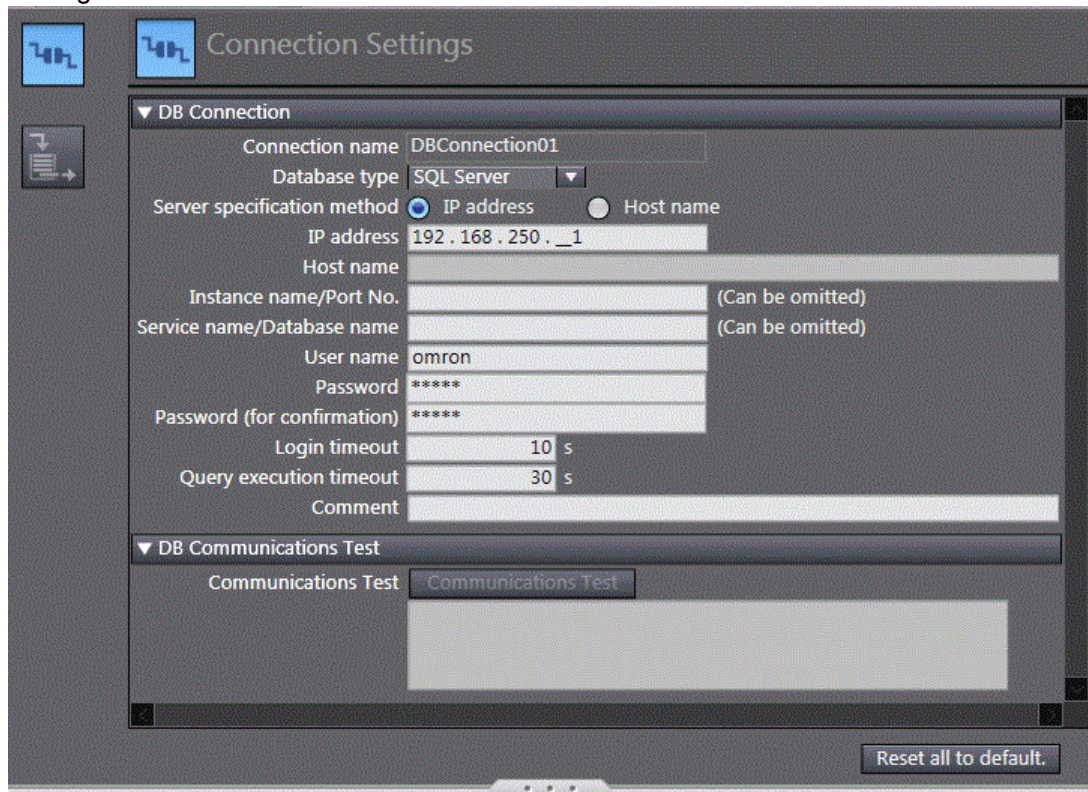 Connection Settings
▼ DB Connection
Connection name DBConnection01
Database type SQL Server ▼
Server specification method IP address Host name
IP address 192 . 168 . 250 . __1
Host name
Instance name/Port No. (Can be omitted)
Service name/Database name (Can be omitted)
User name omron
Password *****
Password (for confirmation) *****
Login timeout 10 s
Query execution timeout 30 s
Comment
▼ DB Communications Test
Communications Test Communications Test
Reset all to default.